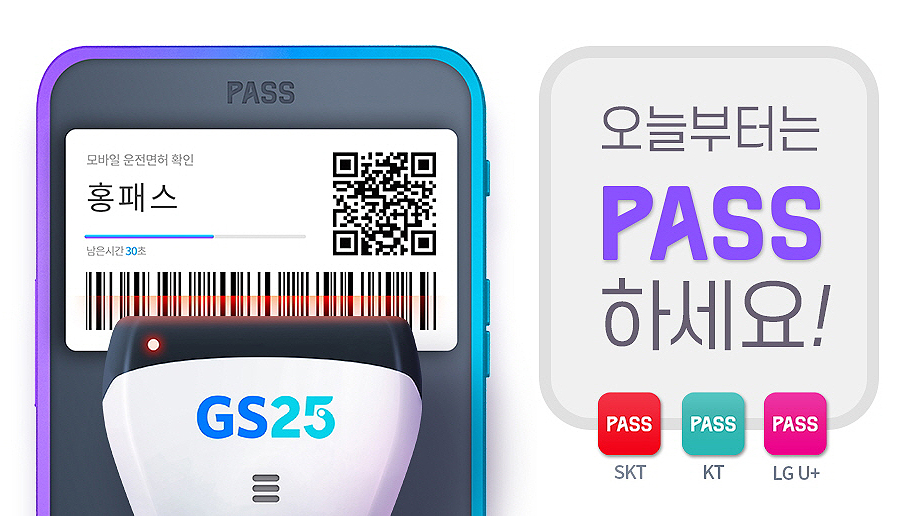 PASS
모바일 운전면허 확인
홍패스
남은시간 30초
GS25
오늘부터는
PASS
하세요!
PASS
PASS
PASS
SKT
KT
LG U+